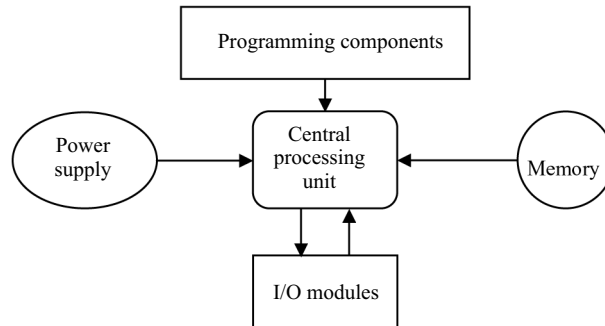 Programming components
Power
supply
Central
processing
unit
Memory
I/O modules